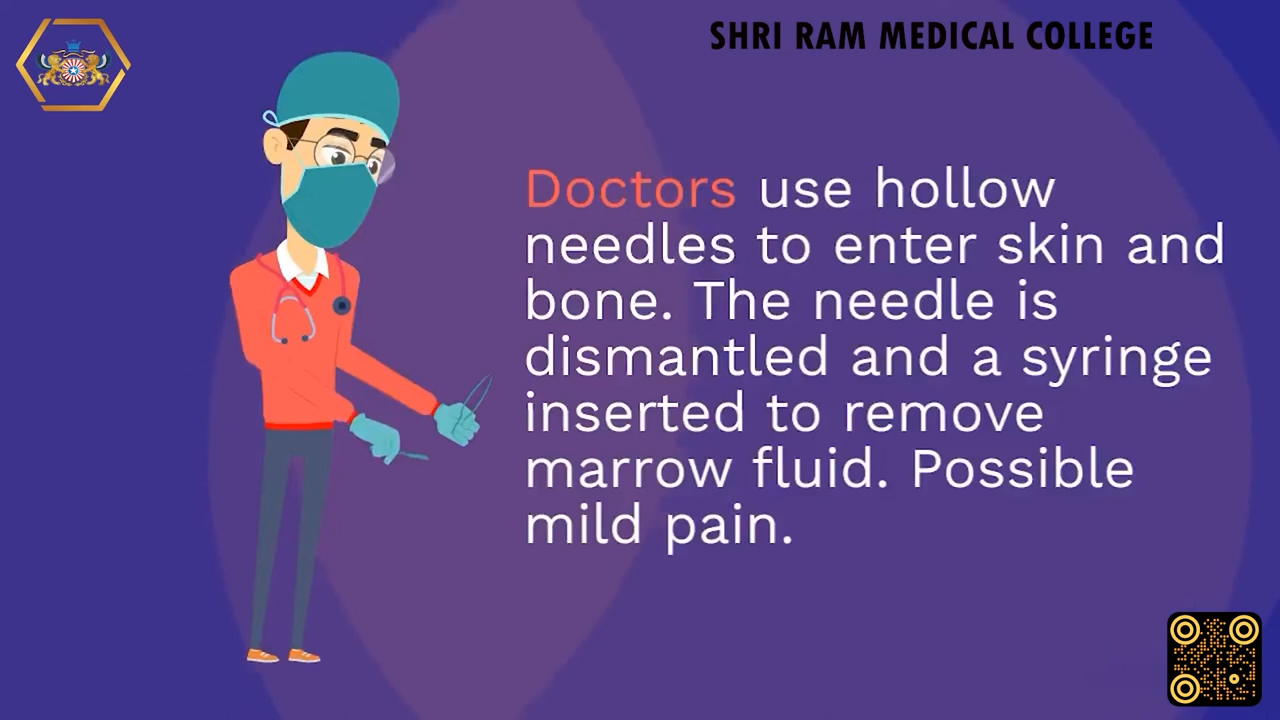 SHRI RAM MEDICAL COLLEGE
Doctors use hollow
needles to enter skin and
bone. The needle is
dismantled and a syringe
inserted to remove
marrow fluid. Possible
mild pain.